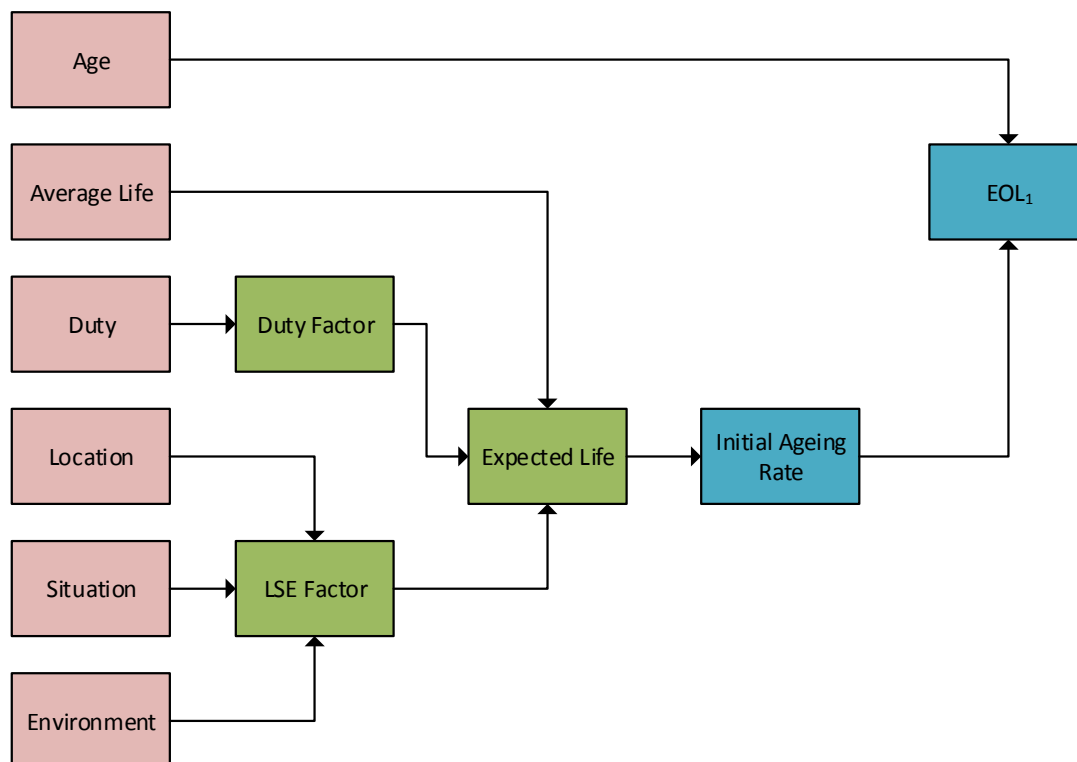 Age
Average Life
EOL₁
Duty
Duty Factor
Location
Expected Life
Initial Ageing
Rate
Situation
LSE Factor
Environment